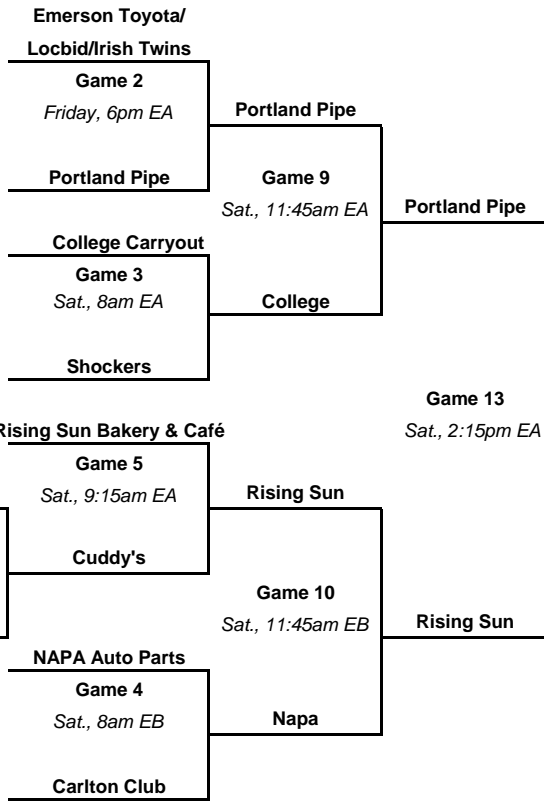 Emerson Toyota/
Locbid/Irish Twins
Game 2
Friday, 6pm EA
Portland Pipe
Portland Pipe
Game 9
Sat., 11:45am EA
Portland Pipe
College Carryout
Game 3
Sat., 8am EA
College
Shockers
Game 13
Sat., 2:15pm EA
Rising Sun Bakery & Café
Game 5
Sat., 9:15am EA
Rising Sun
Cuddy's
Game 10
Sat., 11:45am EB
Rising Sun
NAPA Auto Parts
Game 4
Sat., 8am EB
Napa
Carlton Club